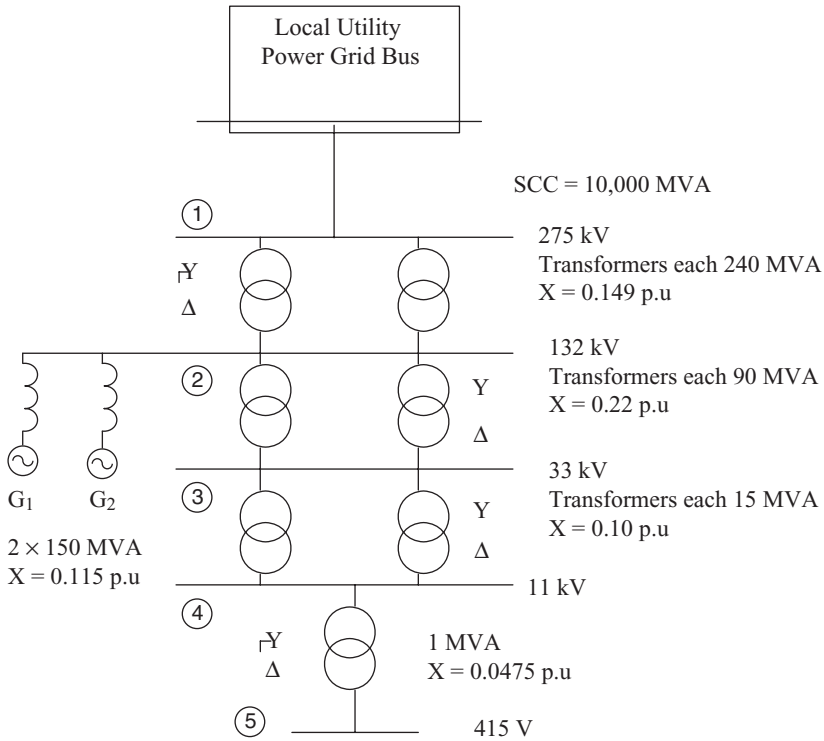 Local Utility
Power Grid Bus
SCC = 10,000 MVA
1
275 kV
Transformers each 240 MVA
X = 0.149 p.u
Y
Δ
132 kV
Transformers each 90 MVA
X = 0.22 p.u
2
Y
Δ
G1 G2
33 kV
Transformers each 15 MVA
X = 0.10 p.u
3
Y
Δ
2 × 150 MVA
X = 0.115 p.u
11 kV
4
Y
Δ
1 MVA
X = 0.0475 p.u
5
415 V